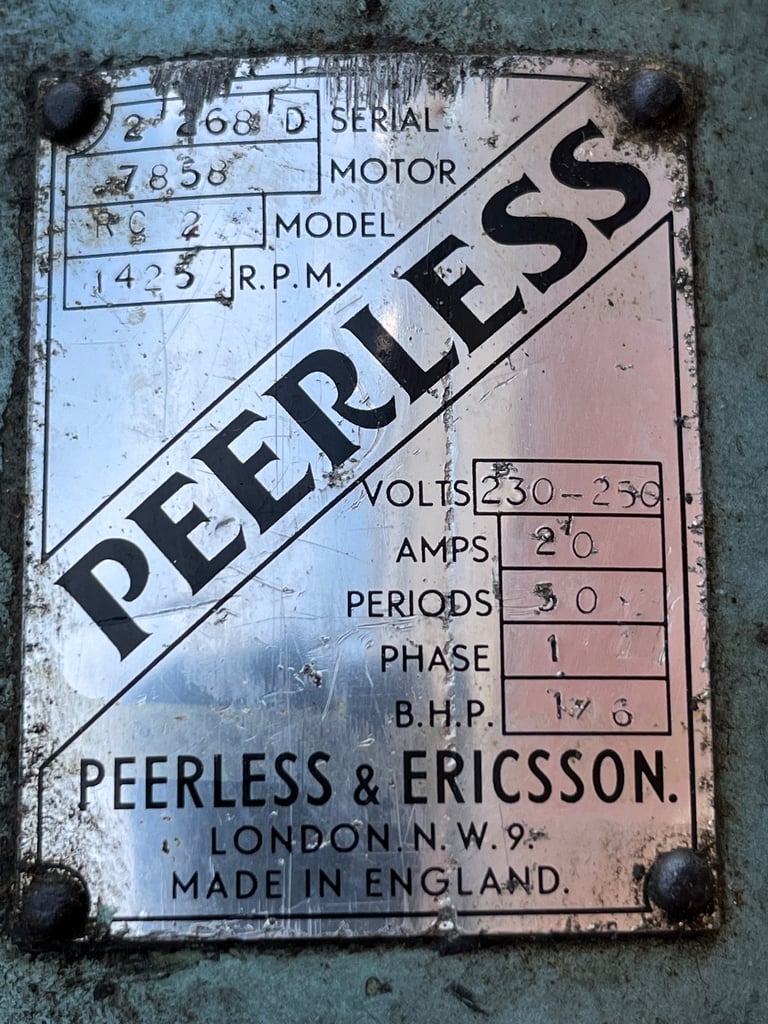 2 268 D SERIAL
7858 MOTOR
RC 2 MODEL
1425 R.P.M.
PEERLESS
VOLTS 230-250
AMPS 20
PERIODS 50
PHASE 1
B.H.P.
PEERLESS & ERICSSON.
LONDON. N. W. 9.
MADE IN ENGLAND.